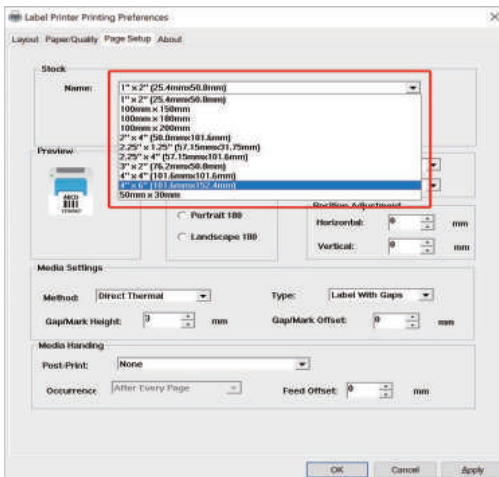 Label Printer Printing Preferences
Layout Paper/Quality Page Setup About
Stock
Name: 1" x 2" (25.4mmx50.8mm)
1" x 2" (25.4mmx50.8mm)
100mm x 150mm
100mm x 180mm
100mm x 200mm
2" x 4" (50.8mmx101.6mm)
2.25" x 1.25" (57.15mmx31.75mm)
2.25" x 4" (57.15mmx101.6mm)
3" x 2" (76.2mmx50.8mm)
4" x 4" (101.6mmx101.6mm)
4" x 6" (101.6mmx152.4mm)
50mm x 30mm
Preview
ABCD
Portrait 180
Landscape 180
Position Adjustment
Horizontal: 0 mm
Vertical: 0 mm
Media Settings
Method: Direct Thermal Type: Label With Gaps
Gap/Mark Height: 3 mm Gap/Mark Offset: 0 mm
Media Handing
Post-Print: None
Occurrence After Every Page Feed Offset: 0 mm
OK Cancel Apply